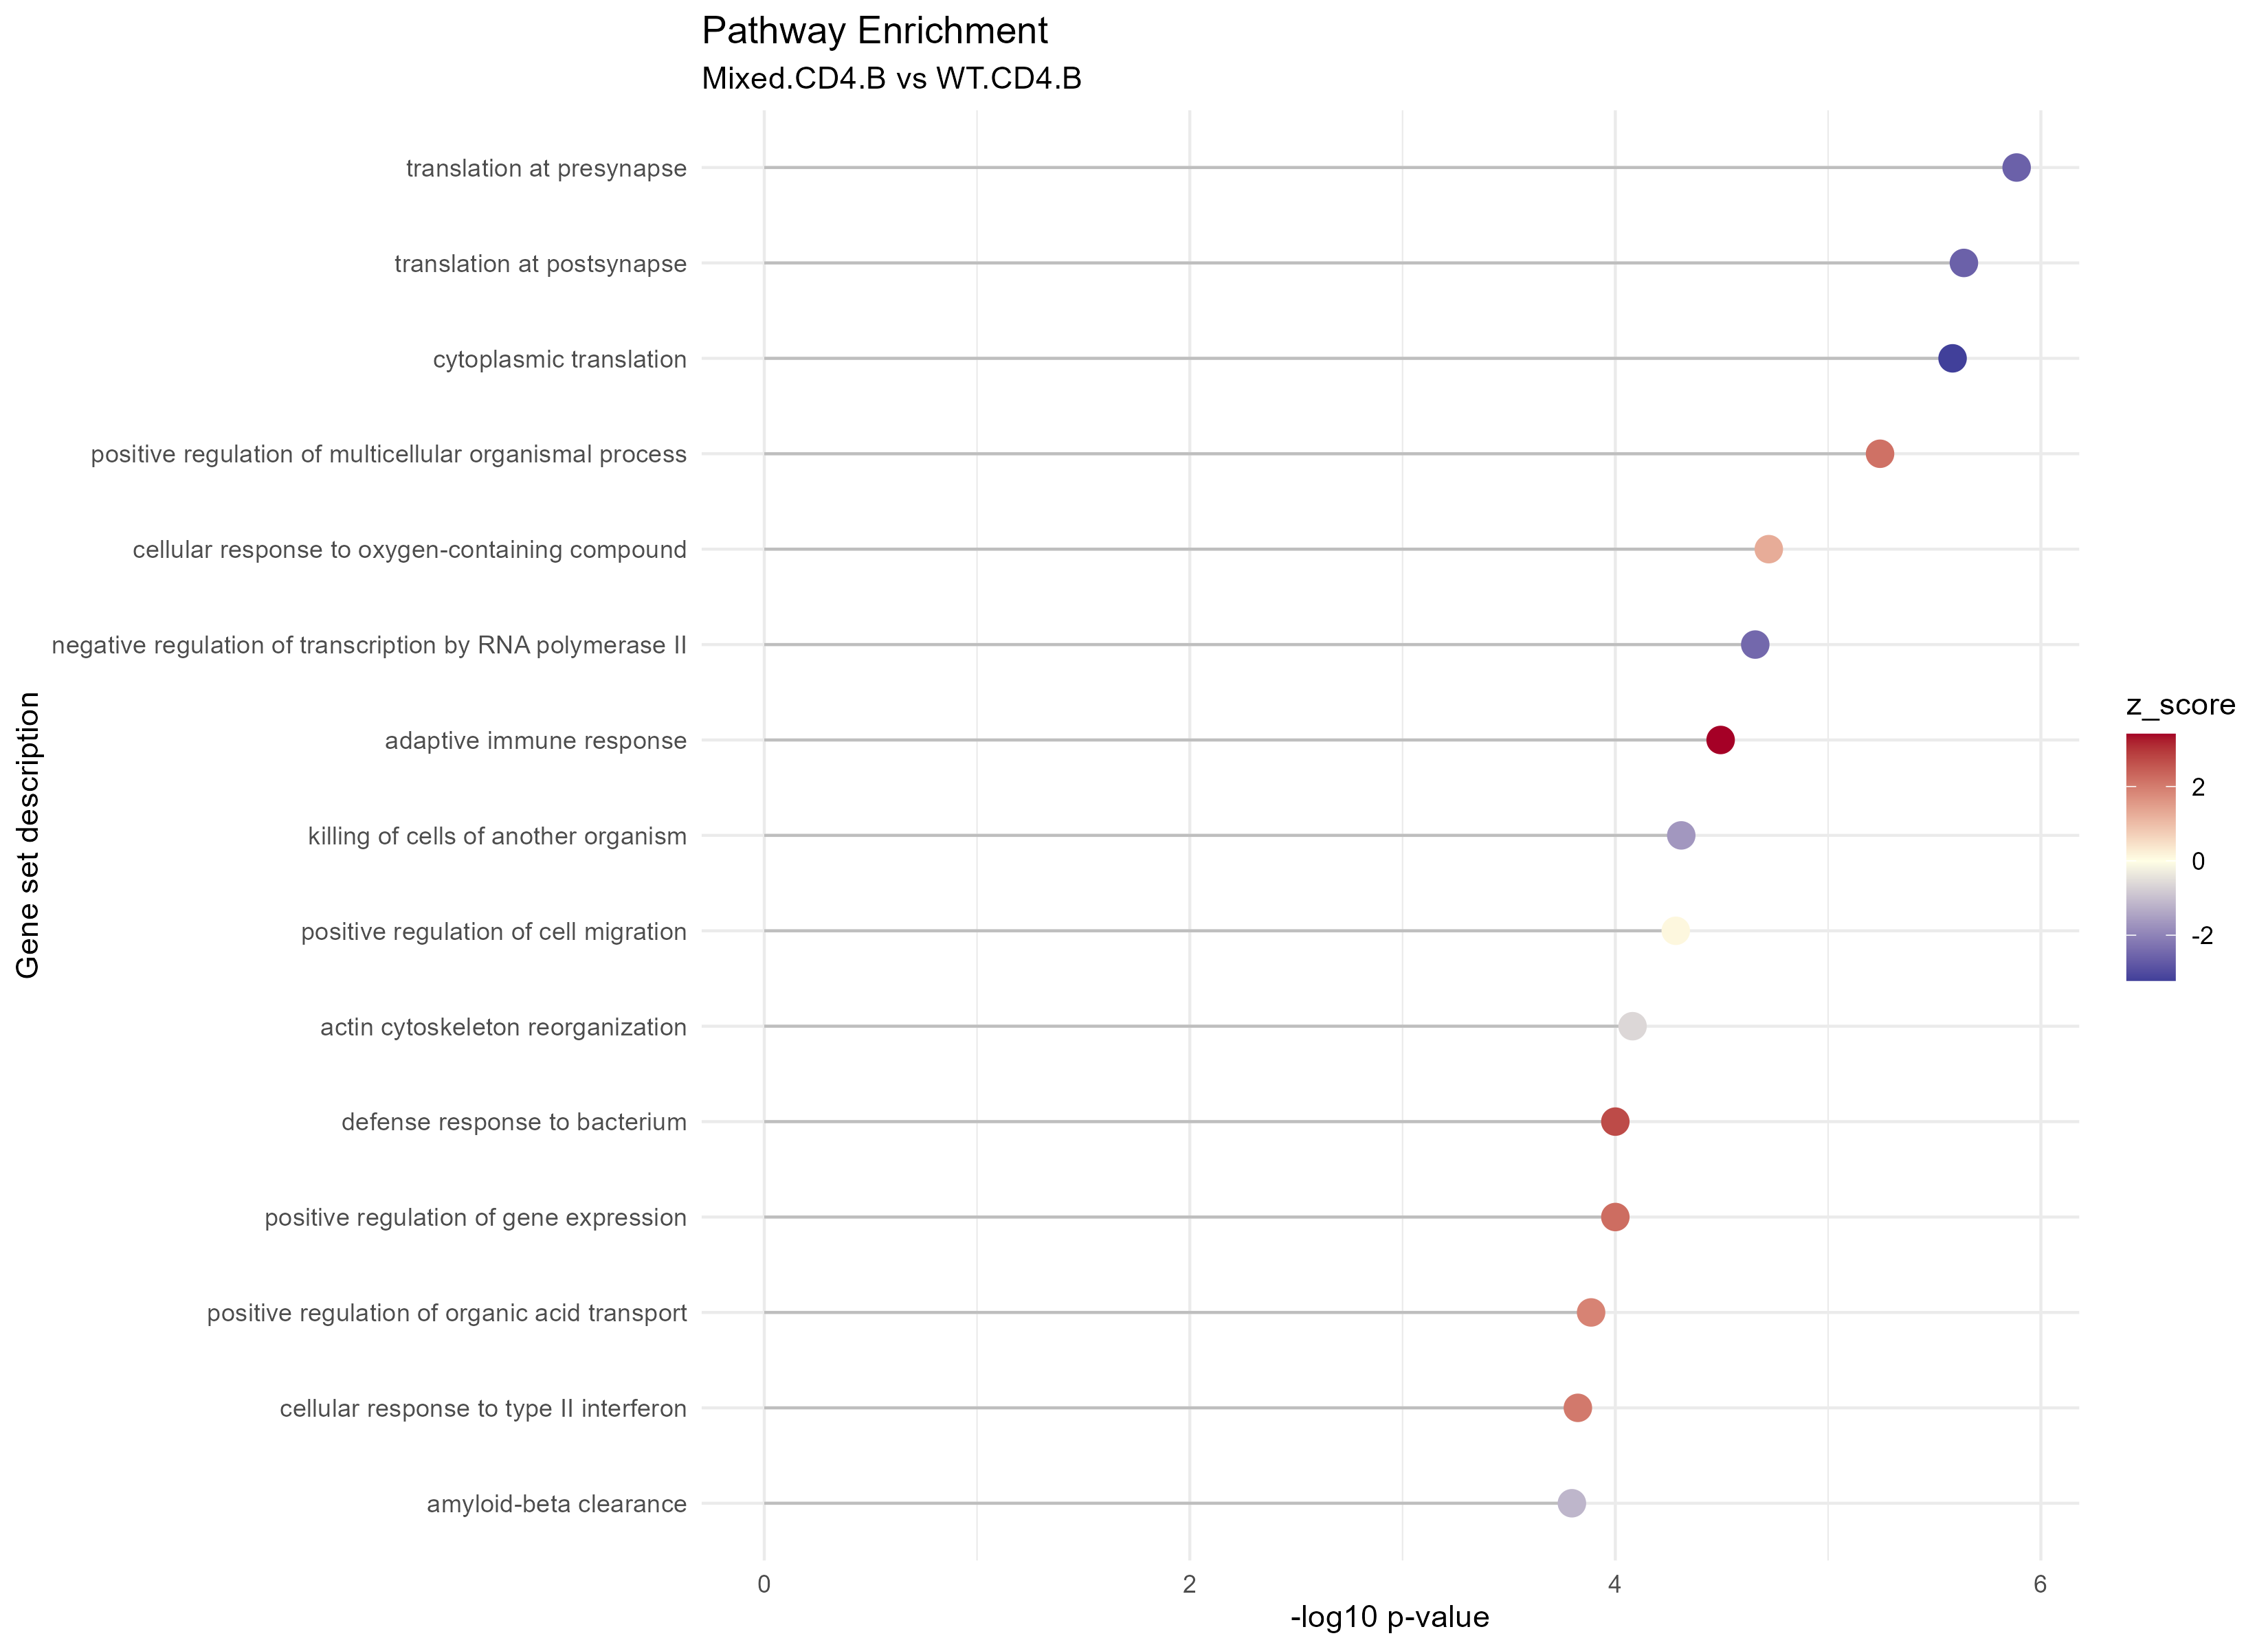 Pathway Enrichment
Mixed.CD4.B vs WT.CD4.B
Gene set description
translation at presynapse
translation at postsynapse
cytoplasmic translation
positive regulation of multicellular organismal process
cellular response to oxygen-containing compound
negative regulation of transcription by RNA polymerase II
adaptive immune response
killing of cells of another organism
positive regulation of cell migration
actin cytoskeleton reorganization
defense response to bacterium
positive regulation of gene expression
positive regulation of organic acid transport
cellular response to type II interferon
amyloid-beta clearance
0 2 4 6
-log10 p-value
z_score
2
0
-2